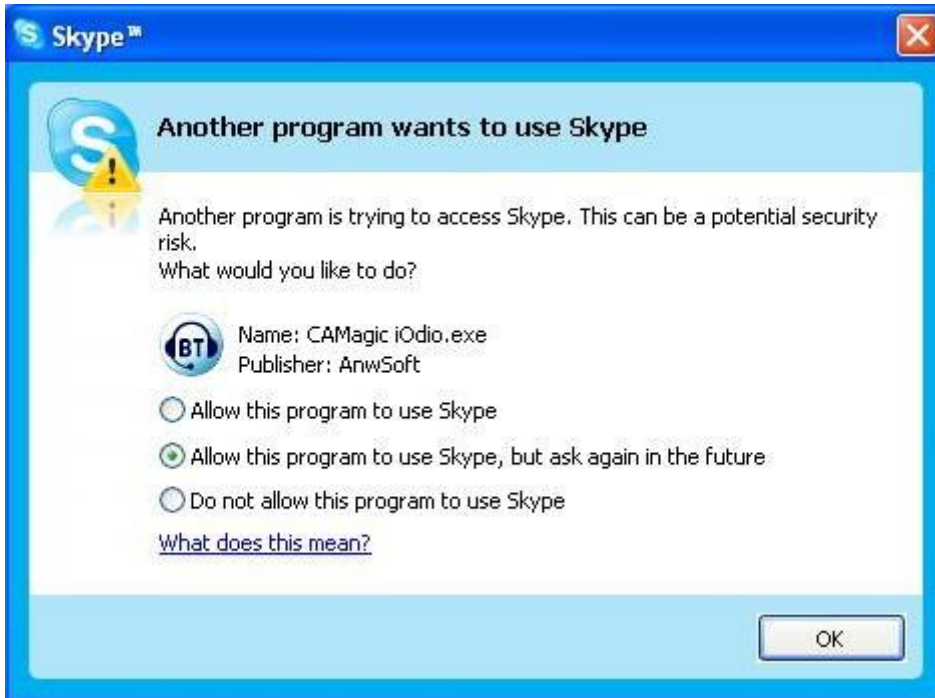 Skype™
Another program wants to use Skype
Another program is trying to access Skype. This can be a potential security
risk.
What would you like to do?
BT
Name: CAMagic iOdio.exe
Publisher: AnwSoft
Allow this program to use Skype
Allow this program to use Skype, but ask again in the future
Do not allow this program to use Skype
What does this mean?
OK